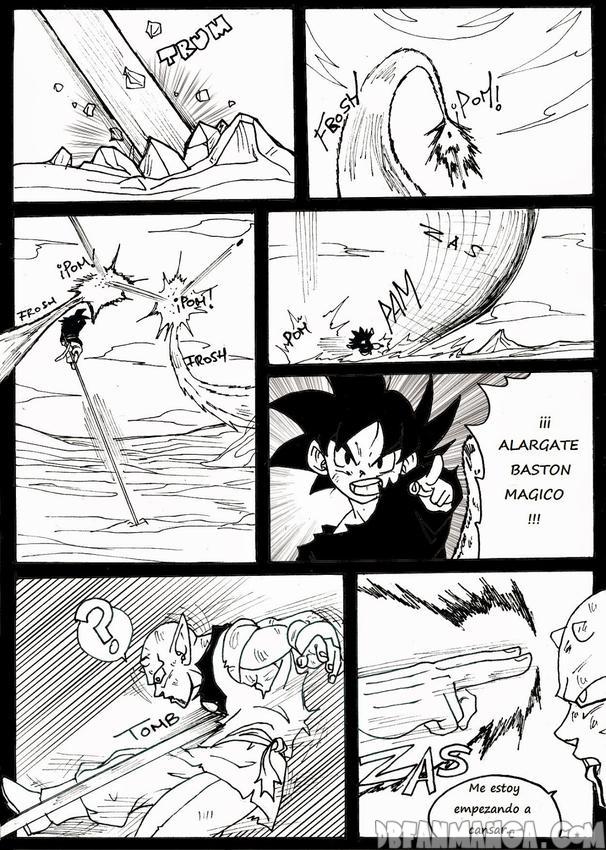 TRUM
FROSH
¡POM!
¡POM!
FROSH
POM!
FROSH
ZAS
PAM
POM
¡¡¡
ALARGATE
BASTON
MAGICO
!!!
?
TOMB
ZAS
Me estoy
empezando a
cansar...
DBFANMANGA.COM